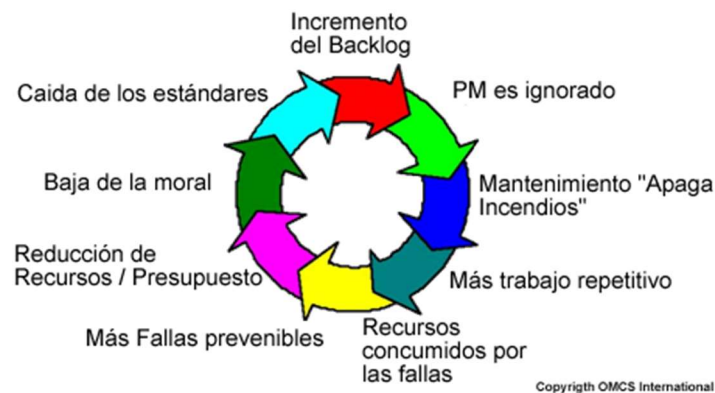 Incremento
del Backlog
PM es ignorado
Mantenimiento "Apaga
Incendios"
Más trabajo repetitivo
Recursos
concumidos por
las fallas
Más Fallas prevenibles
Reducción de
Recursos / Presupuesto
Baja de la moral
Caida de los estándares
Copyrigth OMCS International